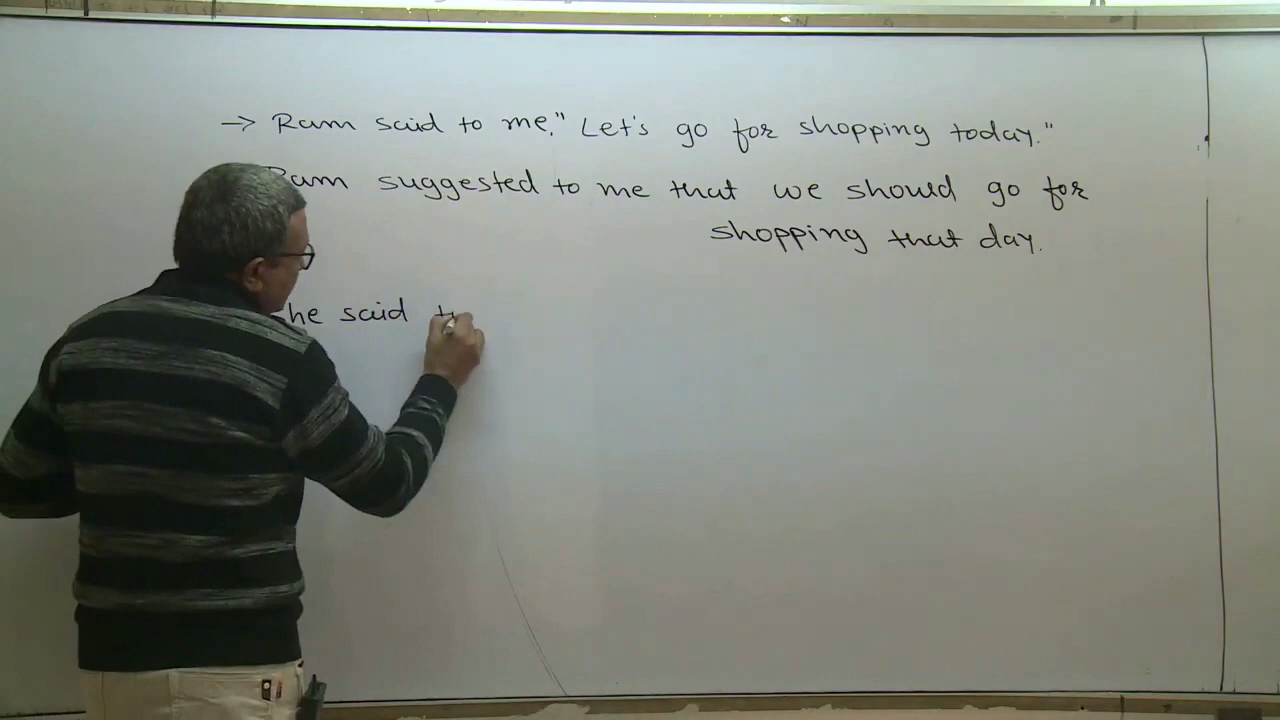 → Ram said to me," Let's go for shopping today."
Ram suggested to me that we should go for
shopping that day.
he said t